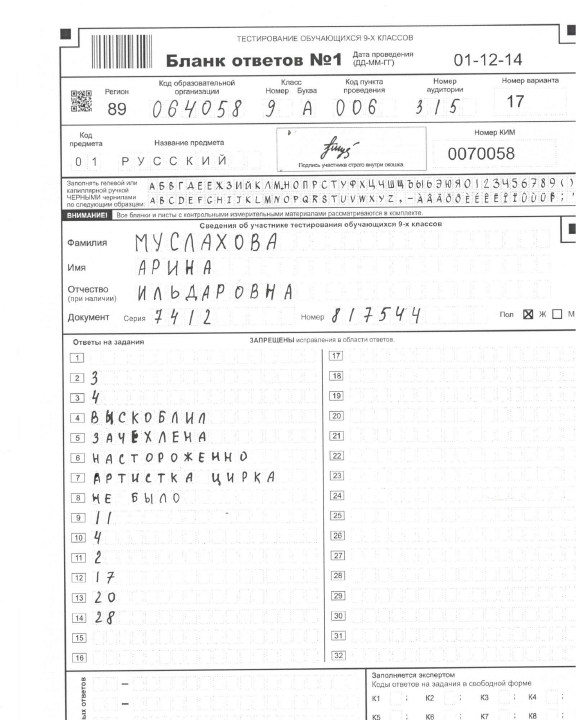 ТЕСТИРОВАНИЕ ОБУЧАЮЩИХСЯ 9-Х КЛАССОВ
Бланк ответов №1 Дата проведения (ДД-ММ-ГГ) 01-12-14
Регион 89
Код образовательной организации 064058
Класс Номер Буква 9 А
Код пункта проведения 006
Номер аудитории 315
Номер варианта 17
Код предмета 01
Название предмета РУССКИЙ
Подпись участника строго внутри окошка
Номер КИМ 0070058
Заполнять гелевой или капиллярной ручкой ЧЕРНЫМИ чернилами по следующим образцам:
АБВГДЕЁЖЗИЙКЛМНОПРСТУФХЦЧШЩЪЫЬЭЮЯ0123456789
ABCDEFGHIJKLMNOPQRSTUVWXYZ
ВНИМАНИЕ! Все бланки и листы с контрольными измерительными материалами рассматриваются в комплекте.
Сведения об участнике тестирования обучающихся 9-х классов
Фамилия МУСЛАХОВА
Имя АРИНА
Отчество (при наличии) ИЛЬДАРОВНА
Документ Серия 7412 Номер 817544 Пол Ж М
Ответы на задания ЗАПРЕЩЕНЫ исправления в области ответов.
1
2 3
3 4
4 ВЫСКОБЛИЛ
5 ЗАЧЕХЛЕНА
6 НАСТОРОЖЕННО
7 АРТИСТКА ЦИРКА
8 НЕ БЫЛО
9 11
10 4
11 2
12 17
13 20
14 28
15
16
17
18
19
20
21
22
23
24
25
26
27
28
29
30
31
32
Заполняется экспертом
Коды ответов на задания в свободной форме
К1 ; К2 ; К3 ; К4 ;
К5 ; К6 ; К7 ; К8 ;